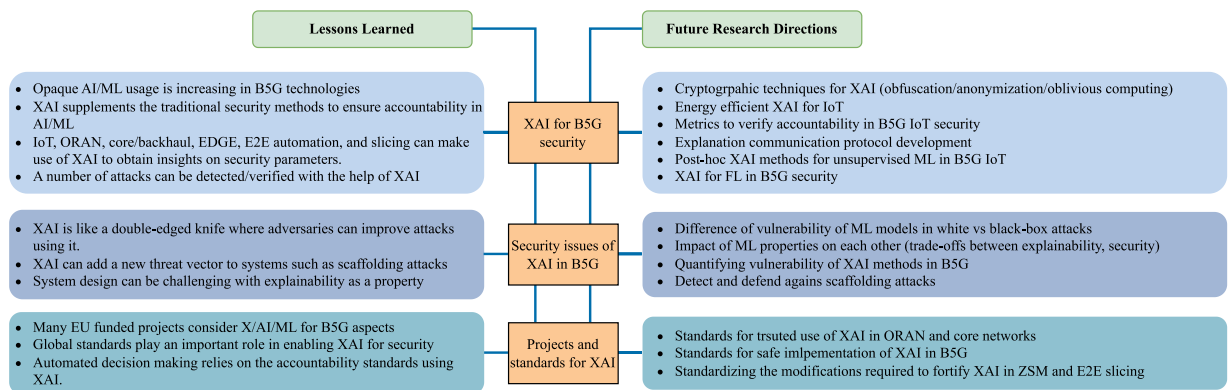 Lessons Learned
Future Research Directions
• Opaque AI/ML usage is increasing in B5G technologies
• XAI supplements the traditional security methods to ensure accountability in
AI/ML
• IoT, ORAN, core/backhaul, EDGE, E2E automation, and slicing can make
use of XAI to obtain insights on security parameters.
• A number of attacks can be detected/verified with the help of XAI
XAI for B5G
security
• Cryptogrpahic techniques for XAI (obfuscation/anonymization/oblivious computing)
• Energy efficient XAI for IoT
• Metrics to verify accountability in B5G IoT security
• Explanation communication protocol development
• Post-hoc XAI methods for unsupervised ML in B5G IoT
• XAI for FL in B5G security
• XAI is like a double-edged knife where adversaries can improve attacks
using it.
• XAI can add a new threat vector to systems such as scaffolding attacks
• System design can be challenging with explainability as a property
Security issues of
XAI in B5G
• Difference of vulnerability of ML models in white vs black-box attacks
• Impact of ML properties on each other (trade-offs between explainability, security)
• Quantifying vulnerability of XAI methods in B5G
• Detect and defend agains scaffolding attacks
• Many EU funded projects consider X/AI/ML for B5G aspects
• Global standards play an important role in enabling XAI for security
• Automated decision making relies on the accountability standards using
XAI.
Projects and
standards for XAI
• Standards for trsuted use of XAI in ORAN and core networks
• Standards for safe imlpementation of XAI in B5G
• Standardizing the modifications required to fortify XAI in ZSM and E2E slicing